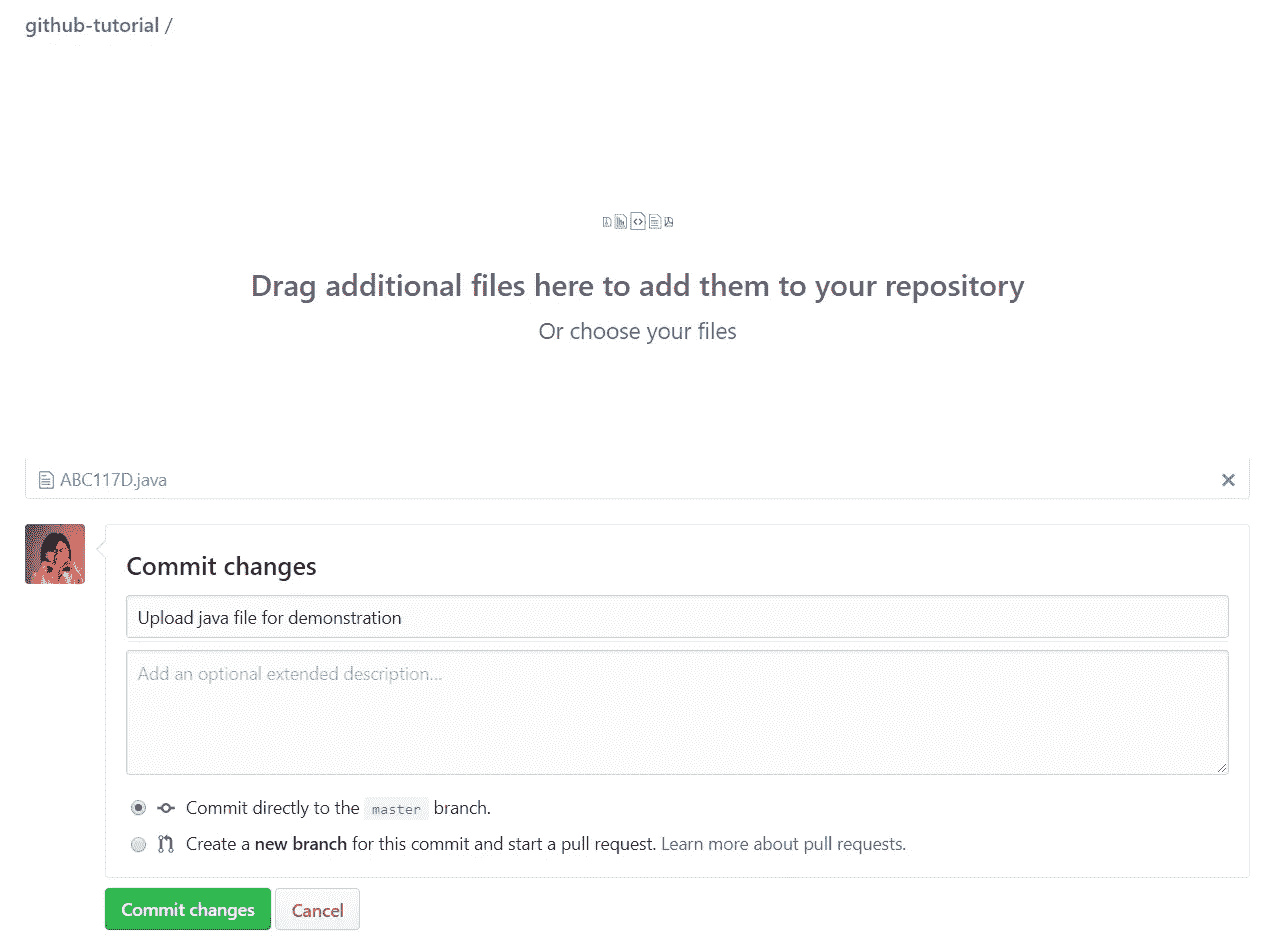 github-tutorial /
Drag additional files here to add them to your repository
Or choose your files
ABC117D.java
Commit changes
Upload java file for demonstration
Add an optional extended description...
Commit directly to the master branch.
Create a new branch for this commit and start a pull request. Learn more about pull requests.
Commit changes Cancel